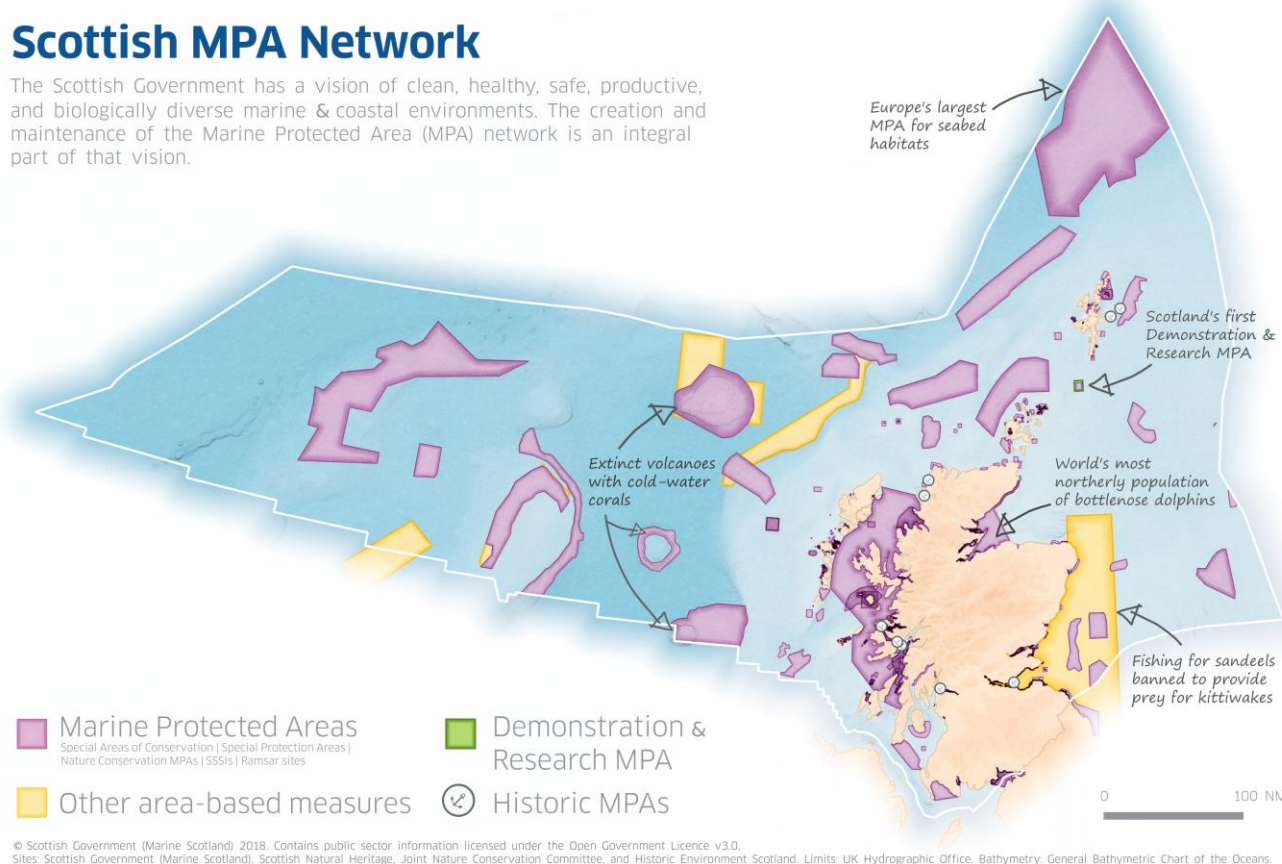 Scottish MPA Network
The Scottish Government has a vision of clean, healthy, safe, productive,
and biologically diverse marine & coastal environments. The creation and
maintenance of the Marine Protected Area (MPA) network is an integral
part of that vision.
Europe's largest
MPA for seabed
habitats
Scotland's first
Demonstration &
Research MPA
Extinct volcanoes
with cold-water
corals
World's most
northerly population
of bottlenose dolphins
Fishing for sandeels
banned to provide
prey for kittiwakes
Marine Protected Areas
Special Areas of Conservation | Special Protection Areas |
Nature Conservation MPAs | SSSIs | Ramsar sites
Demonstration &
Research MPA
Other area-based measures
Historic MPAs
0 100 NM
© Scottish Government (Marine Scotland) 2018. Contains public sector information licensed under the Open Government Licence v3.0.
Sites: Scottish Government (Marine Scotland), Scottish Natural Heritage, Joint Nature Conservation Committee, and Historic Environment Scotland. Limits: UK Hydrographic Office. Bathymetry: General Bathymetric Chart of the Oceans